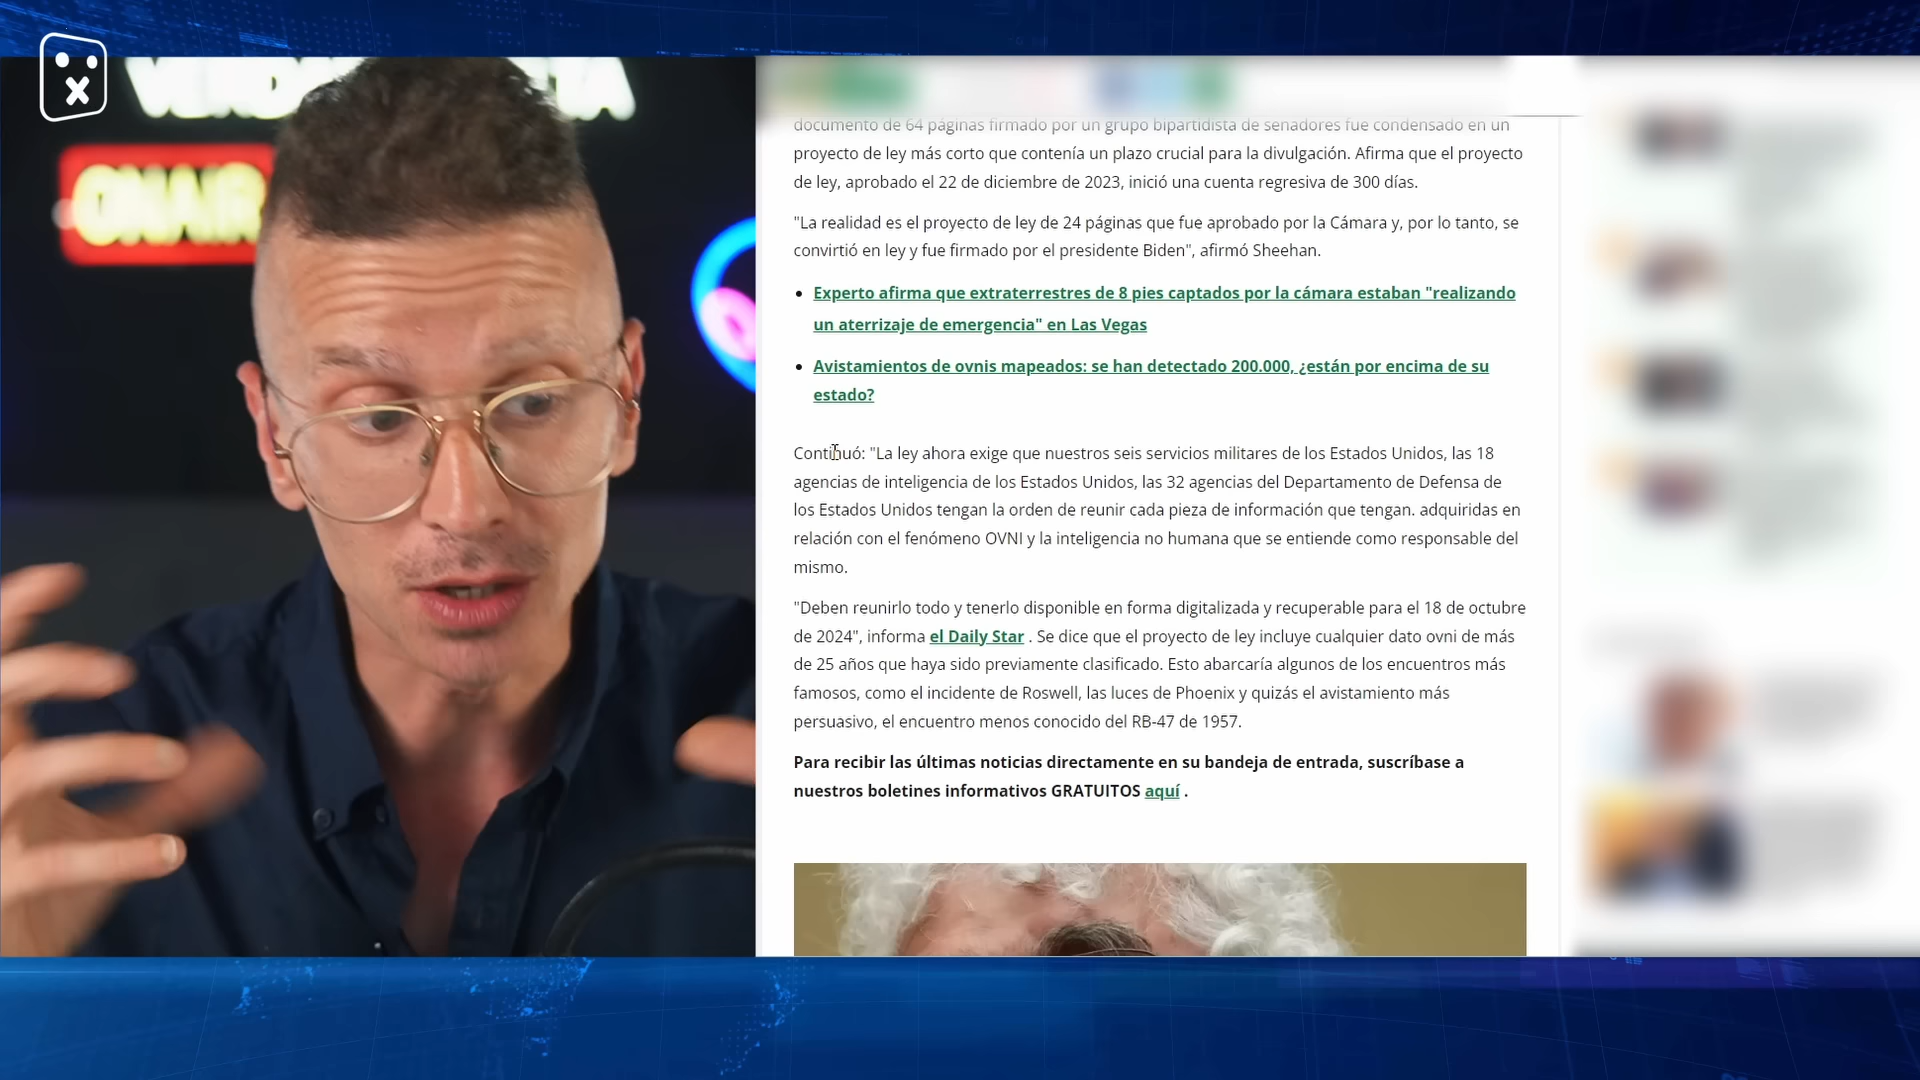 ON AIR
documento de 64 páginas firmado por un grupo bipartidista de senadores fue condensado en un
proyecto de ley más corto que contenía un plazo crucial para la divulgación. Afirma que el proyecto
de ley, aprobado el 22 de diciembre de 2023, inició una cuenta regresiva de 300 días.
"La realidad es el proyecto de ley de 24 páginas que fue aprobado por la Cámara y, por lo tanto, se
convirtió en ley y fue firmado por el presidente Biden", afirmó Sheehan.
Experto afirma que extraterrestres de 8 pies captados por la cámara estaban "realizando
un aterrizaje de emergencia" en Las Vegas
Avistamientos de ovnis mapeados: se han detectado 200.000, ¿están por encima de su
estado?
Continuó: "La ley ahora exige que nuestros seis servicios militares de los Estados Unidos, las 18
agencias de inteligencia de los Estados Unidos, las 32 agencias del Departamento de Defensa de
los Estados Unidos tengan la orden de reunir cada pieza de información que tengan. adquiridas en
relación con el fenómeno OVNI y la inteligencia no humana que se entiende como responsable del
mismo.
"Deben reunirlo todo y tenerlo disponible en forma digitalizada y recuperable para el 18 de octubre
de 2024", informa el Daily Star . Se dice que el proyecto de ley incluye cualquier dato ovni de más
de 25 años que haya sido previamente clasificado. Esto abarcaría algunos de los encuentros más
famosos, como el incidente de Roswell, las luces de Phoenix y quizás el avistamiento más
persuasivo, el encuentro menos conocido del RB-47 de 1957.
Para recibir las últimas noticias directamente en su bandeja de entrada, suscríbase a
nuestros boletines informativos GRATUITOS aquí .